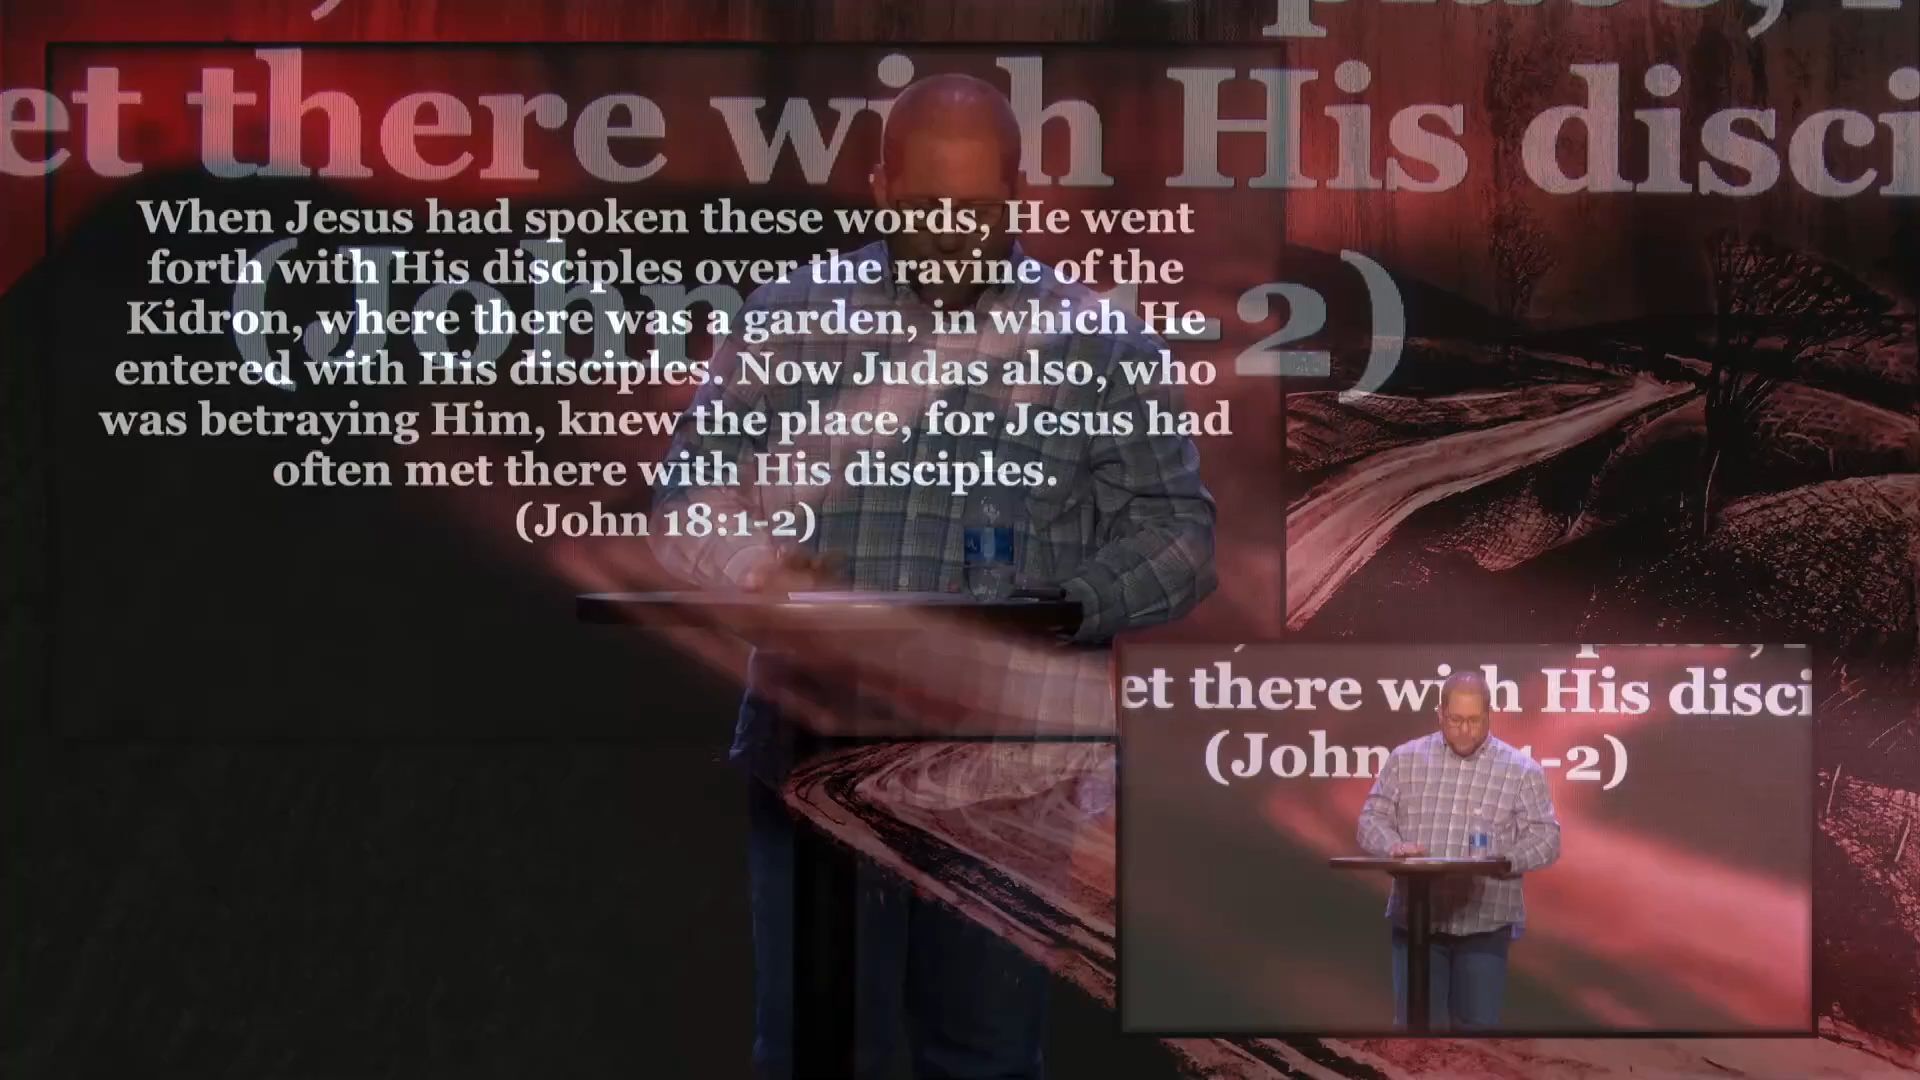 et there with His disci
(John -2)
When Jesus had spoken these words, He went
forth with His disciples over the ravine of the
Kidron, where there was a garden, in which He
entered with His disciples. Now Judas also, who
was betraying Him, knew the place, for Jesus had
often met there with His disciples.
(John 18:1-2)
et there with His disci
(John 1-2)